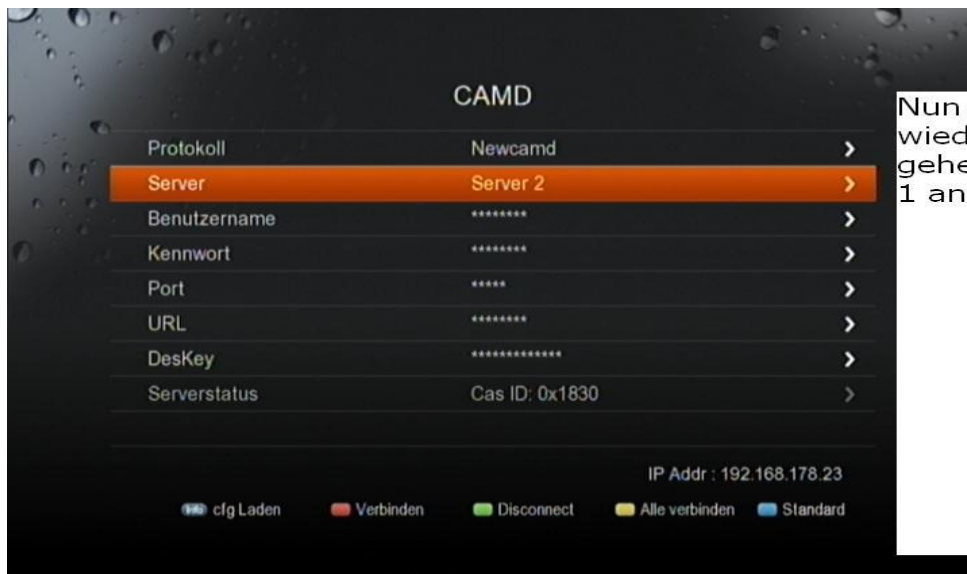 CAMD
Protokoll Newcamd
Server Server 2
Benutzername ********
Kennwort ********
Port *****
URL ********
DesKey *************
Serverstatus Cas ID: 0x1830
IP Addr : 192.168.178.23
Info cfg Laden Verbinden Disconnect Alle verbinden Standard
Nun
wied
gehe
1 an